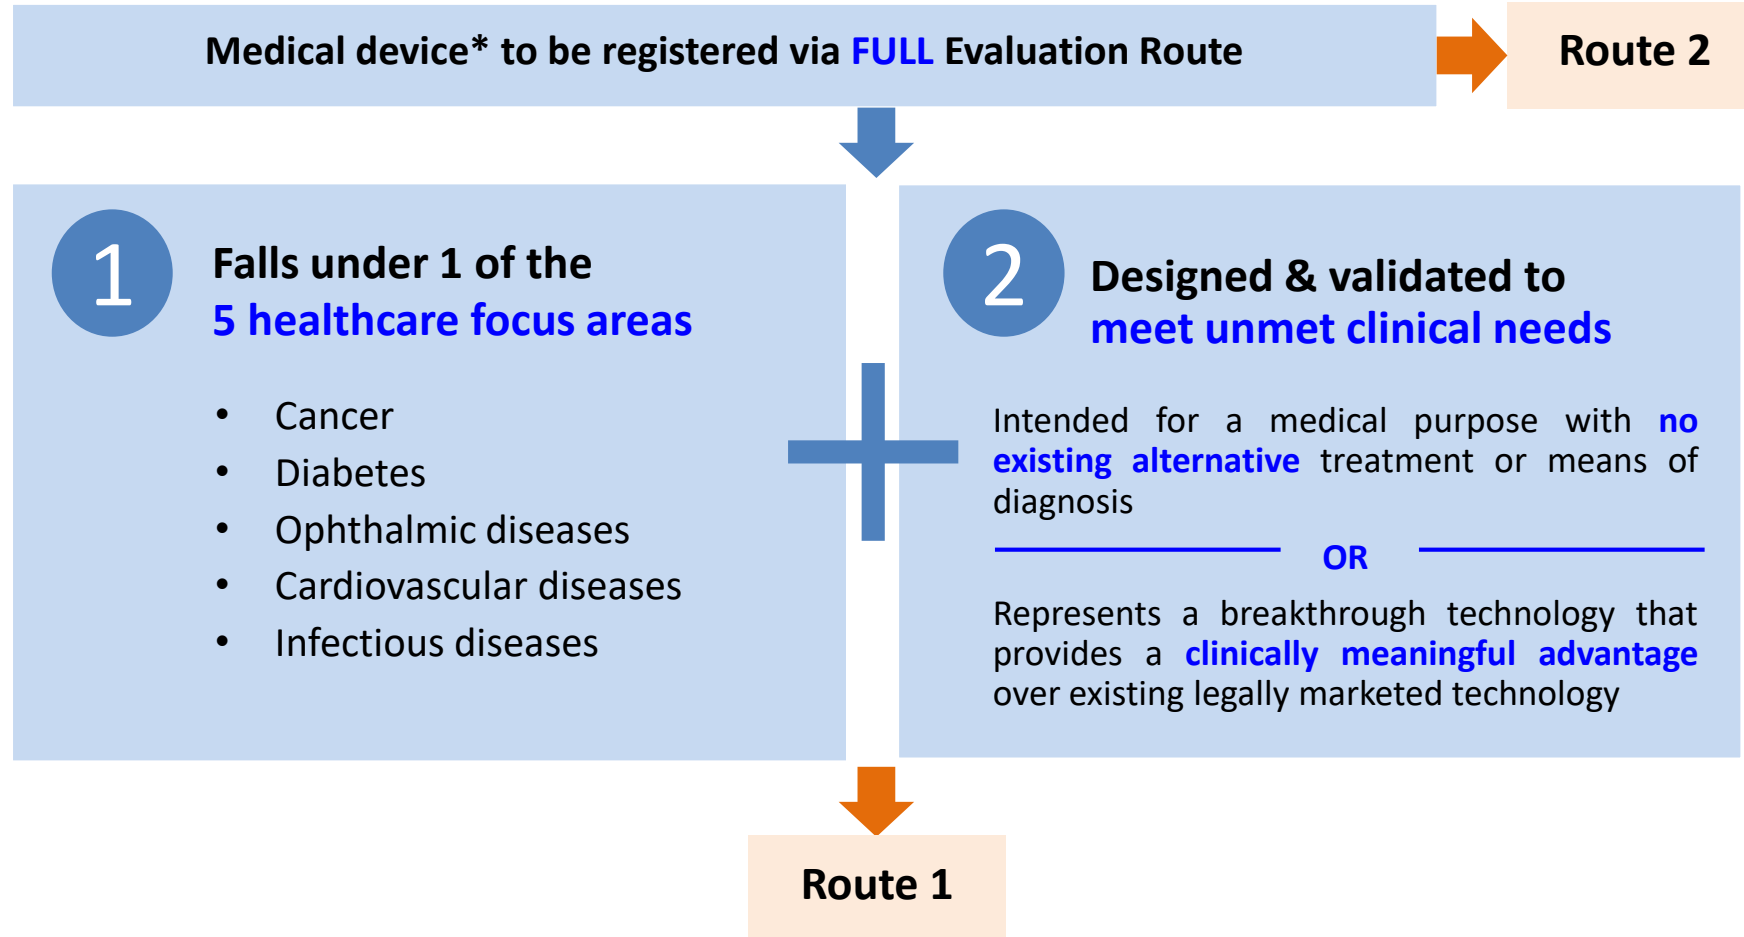 Medical device* to be registered via FULL Evaluation Route
Route 2
1
Falls under 1 of the
5 healthcare focus areas
• Cancer
• Diabetes
• Ophthalmic diseases
• Cardiovascular diseases
• Infectious diseases
2
Designed & validated to
meet unmet clinical needs
Intended for a medical purpose with no
existing alternative treatment or means of
diagnosis
OR
Represents a breakthrough technology that
provides a clinically meaningful advantage
over existing legally marketed technology
Route 1